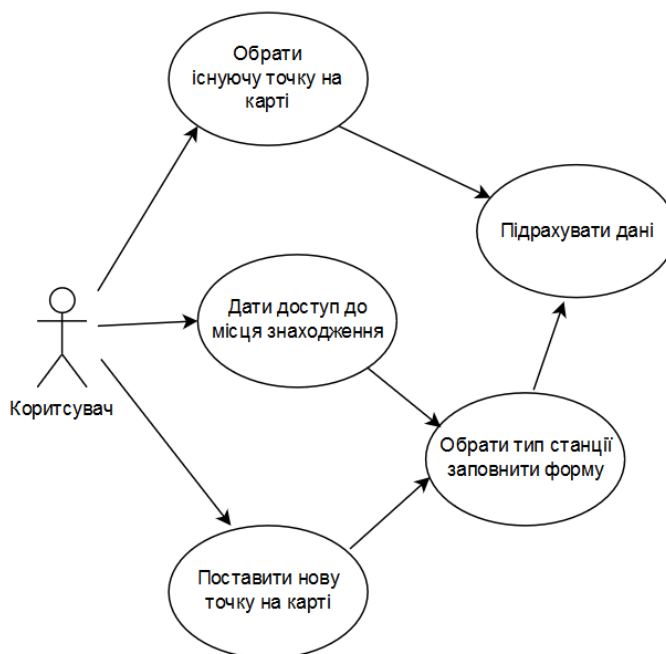 Обрати
існуючу точку на
карті
Підрахувати дані
Дати доступ до
місця знаходження
Коритсувач
Обрати тип станції
заповнити форму
Поставити нову
точку на карті